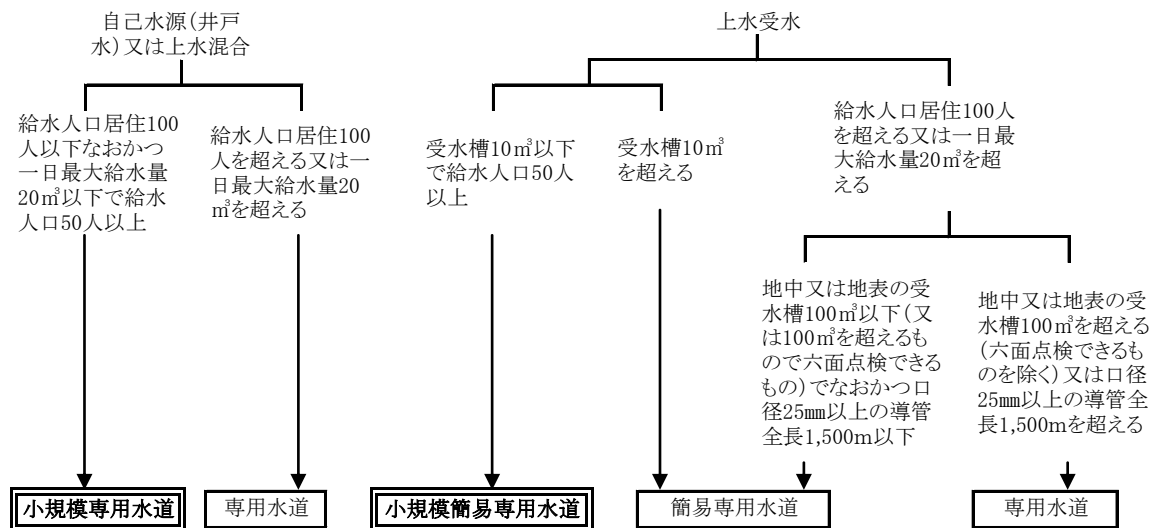 自己水源(井戸
水)又は上水混合
上水受水
給水人口居住100
人以下なおかつ
一日最大給水量
20㎥以下で給水
人口50人以上
給水人口居住100
人を超える又は一
日最大給水量20
㎥を超える
受水槽10㎥以下
で給水人口50人
以上
受水槽10㎥
を超える
給水人口居住100人
を超える又は一日最
大給水量20㎥を超
える
地中又は地表の受
水槽100㎥以下(又
は100㎥を超えるも
ので六面点検できる
もの)でなおかつ口
径25㎜以上の導管
全長1,500m以下
地中又は地表の受
水槽100㎥を超える
(六面点検できるも
のを除く)又は口径
25㎜以上の導管全
長1,500mを超える
小規模専用水道
専用水道
小規模簡易専用水道
簡易専用水道
専用水道